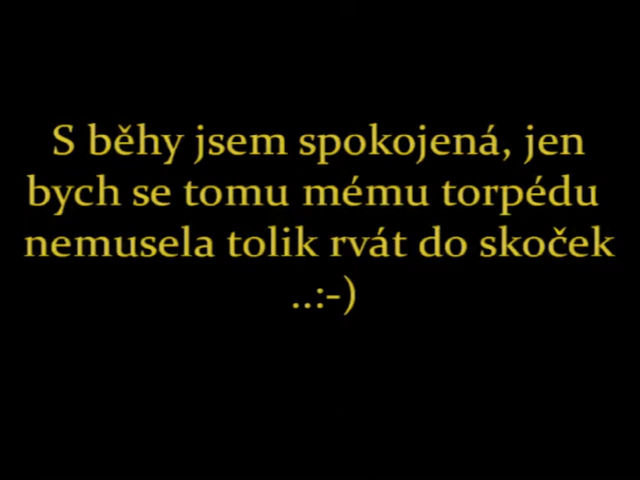 S běhy jsem spokojená, jen
bych se tomu mému torpédu
nemusela tolik rvát do skoček
..:-)